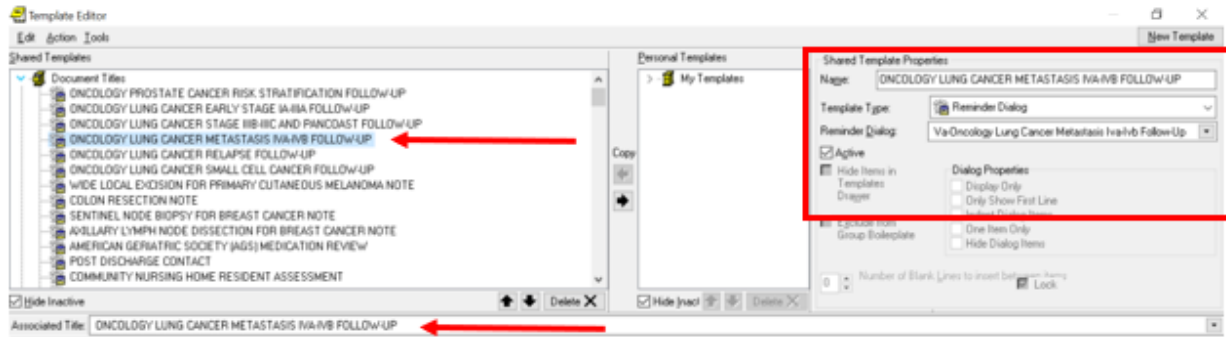 Template Editor
Edit Action Tools
New Template
Shared Templates
Document Titles
ONCOLOGY PROSTATE CANCER RISK STRATIFICATION FOLLOW-UP
ONCOLOGY LUNG CANCER EARLY STAGE IA-IIIA FOLLOW-UP
ONCOLOGY LUNG CANCER STAGE IIIB-IIIC AND PANCOAST FOLLOW-UP
ONCOLOGY LUNG CANCER METASTASIS IVA-IVB FOLLOW-UP
ONCOLOGY LUNG CANCER RELAPSE FOLLOW-UP
ONCOLOGY LUNG CANCER SMALL CELL CANCER FOLLOW-UP
WIDE LOCAL EXCISION FOR PRIMARY CUTANEOUS MELANOMA NOTE
COLON RESECTION NOTE
SENTINEL NODE BIOPSY FOR BREAST CANCER NOTE
AXILLARY LYMPH NODE DISSECTION FOR BREAST CANCER NOTE
AMERICAN GERIATRIC SOCIETY (AGS) MEDICATION REVIEW
POST DISCHARGE CONTACT
COMMUNITY NURSING HOME RESIDENT ASSESSMENT
Hide Inactive
Delete
Copy
Personal Templates
My Templates
Hide Inact
Delete
Shared Template Properties
Name: ONCOLOGY LUNG CANCER METASTASIS IVA-IVB FOLLOW-UP
Template Type: Reminder Dialog
Reminder Dialog: Va-Oncology Lung Cancer Metastasis Iva-Ivb Follow-Up
Active
Hide Items in
Templates
Drawer
Exclude from
Group Boilerplate
Dialog Properties
Display Only
Only Show First Line
Indent Dialog Items
One Item Only
Hide Dialog Items
0 Number of Blank Lines to insert between items
Lock
Associated Title: ONCOLOGY LUNG CANCER METASTASIS IVA-IVB FOLLOW-UP